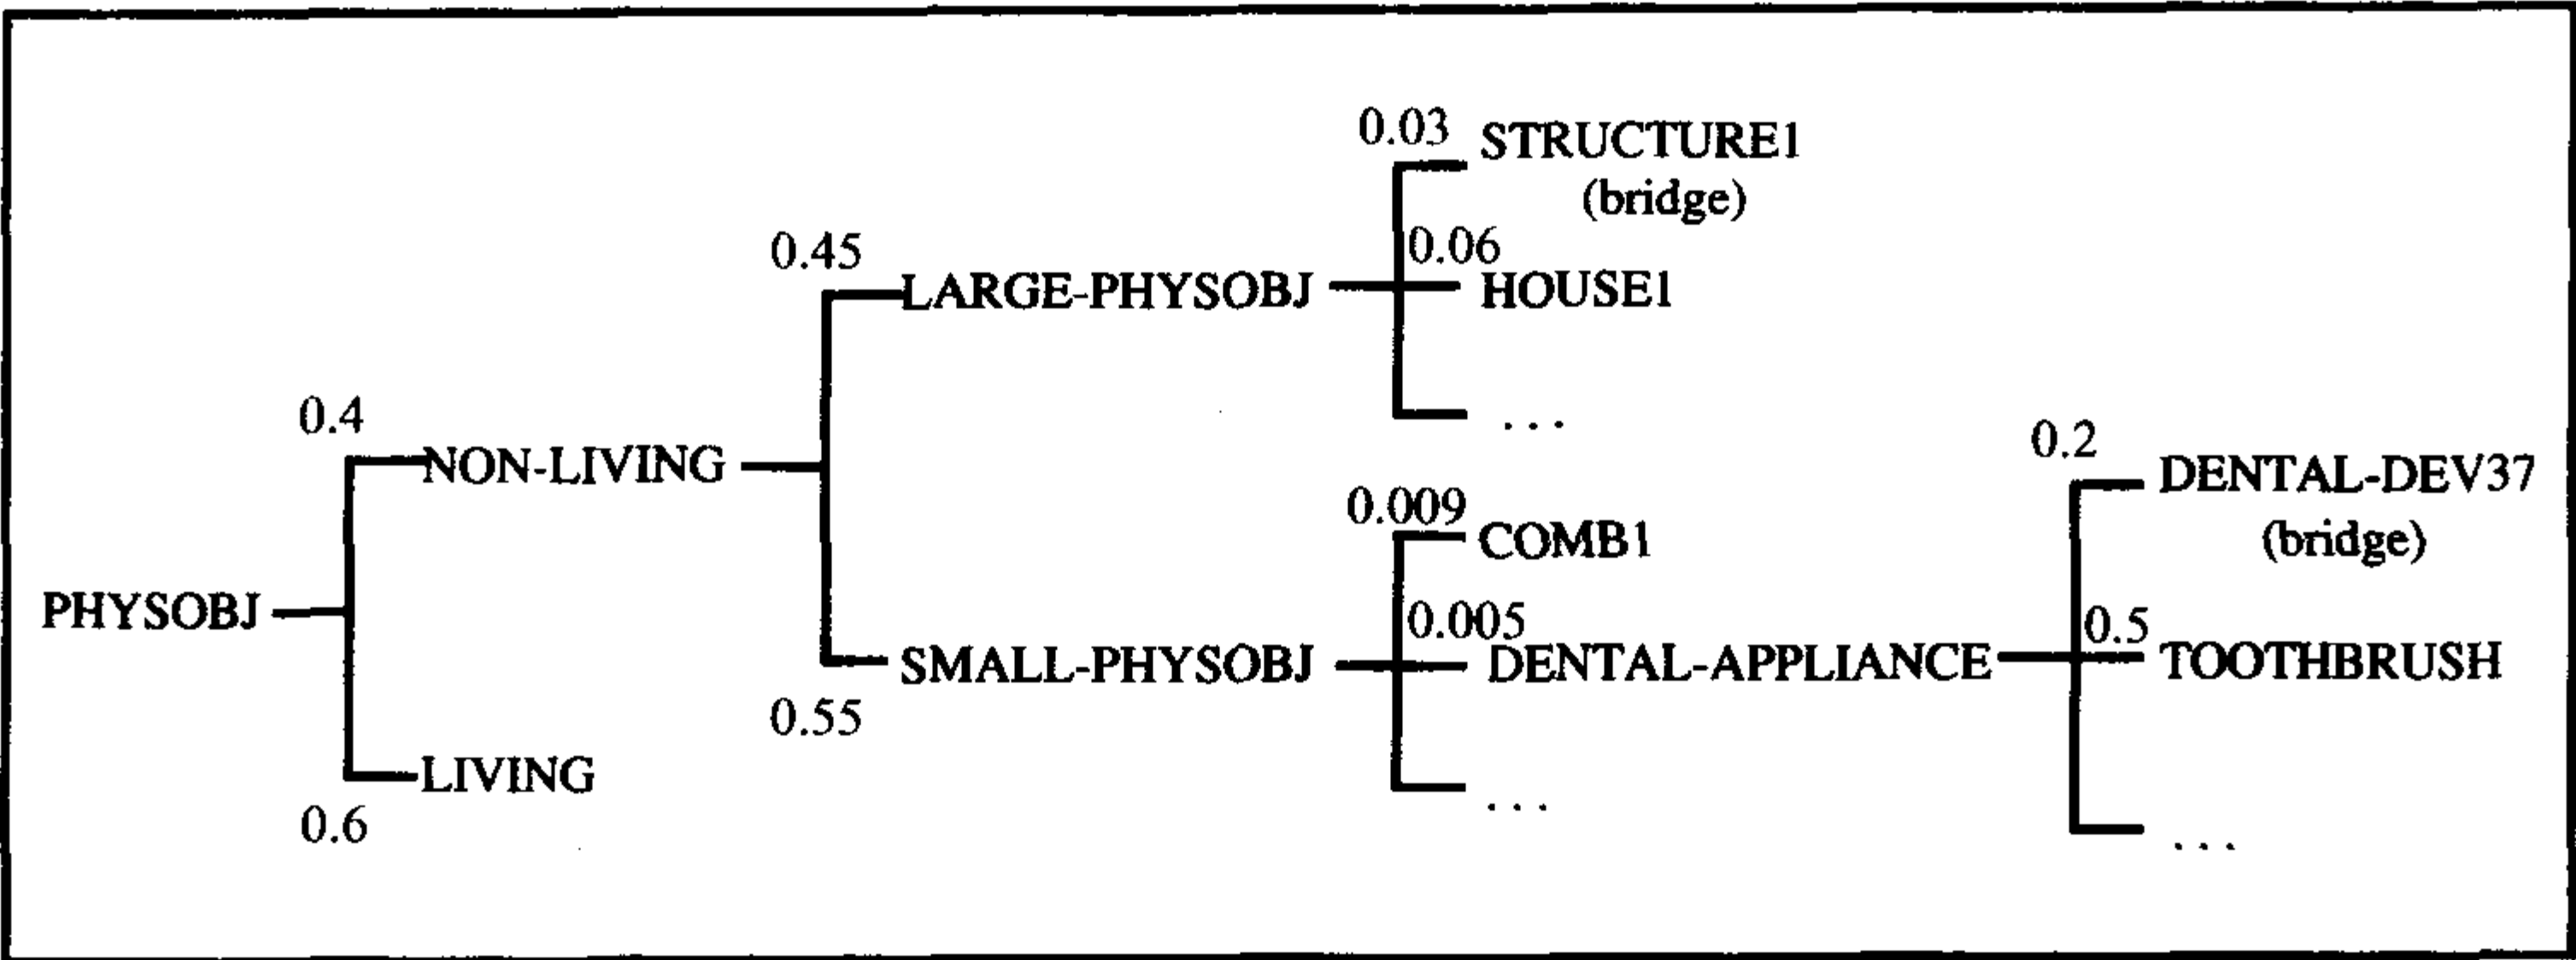 0.03 STRUCTURE1
(bridge)
0.45 0.06
LARGE-PHYSOBJ HOUSE1
0.4 . . .
NON-LIVING 0.2 DENTAL-DEV37
0.009 COMB1 (bridge)
PHYSOBJ 0.005 0.5
SMALL-PHYSOBJ DENTAL-APPLIANCE TOOTHBRUSH
0.55
LIVING
0.6 . . . . . .